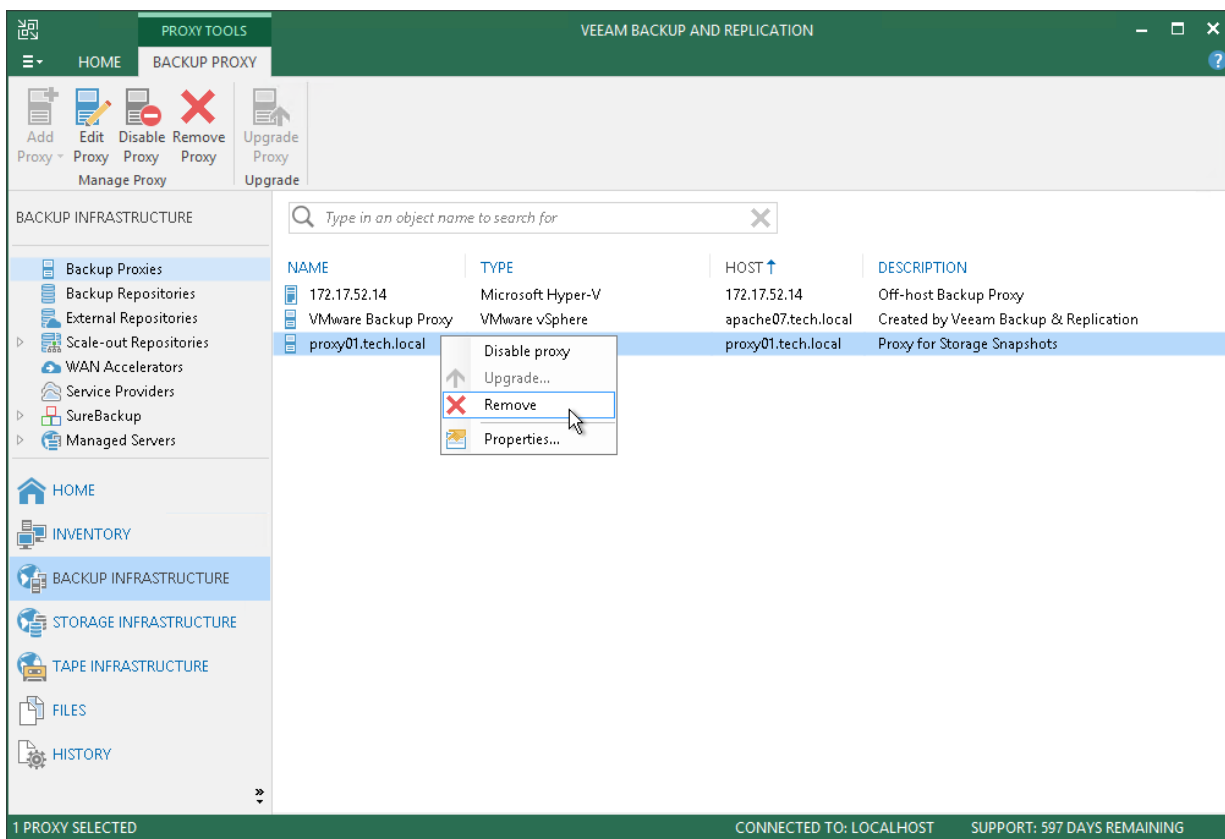 PROXY TOOLS
VEEAM BACKUP AND REPLICATION
HOME
BACKUP PROXY
?
Add Proxy
Edit Proxy
Disable Proxy
Remove Proxy
Upgrade Proxy
Manage Proxy
Upgrade
BACKUP INFRASTRUCTURE
Type in an object name to search for
Backup Proxies
Backup Repositories
External Repositories
Scale-out Repositories
WAN Accelerators
Service Providers
SureBackup
Managed Servers
NAME TYPE HOST DESCRIPTION
172.17.52.14 Microsoft Hyper-V 172.17.52.14 Off-host Backup Proxy
VMware Backup Proxy VMware vSphere apache07.tech.local Created by Veeam Backup & Replication
proxy01.tech.local proxy01.tech.local Proxy for Storage Snapshots
Disable proxy
Upgrade...
Remove
Properties...
HOME
INVENTORY
BACKUP INFRASTRUCTURE
STORAGE INFRASTRUCTURE
TAPE INFRASTRUCTURE
FILES
HISTORY
1 PROXY SELECTED
CONNECTED TO: LOCALHOST
SUPPORT: 597 DAYS REMAINING